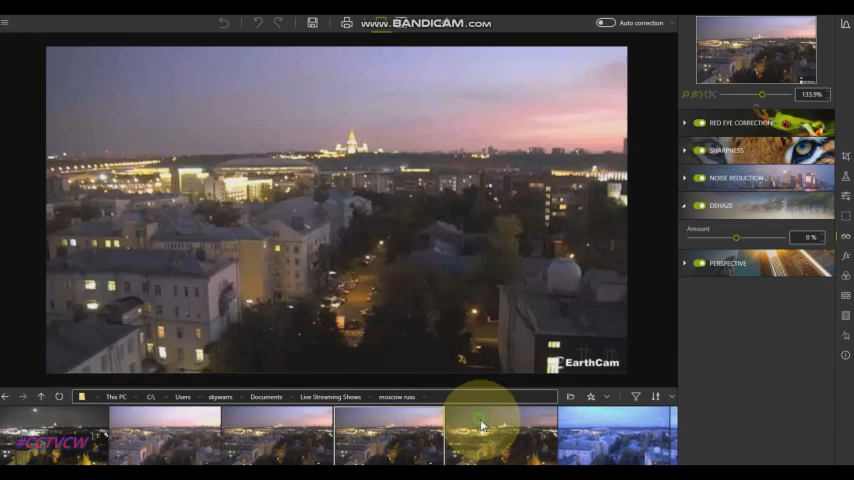 www.BANDICAM.com
Auto correction
133.9%
RED EYE CORRECTION
SHARPNESS
NOISE REDUCTION
DEHAZE
Amount
0 %
PERSPECTIVE
EarthCam
This PC
C:\
Users
skywarrs
Documents
Live Streaming Shows
moscow russ
#CCTVCW